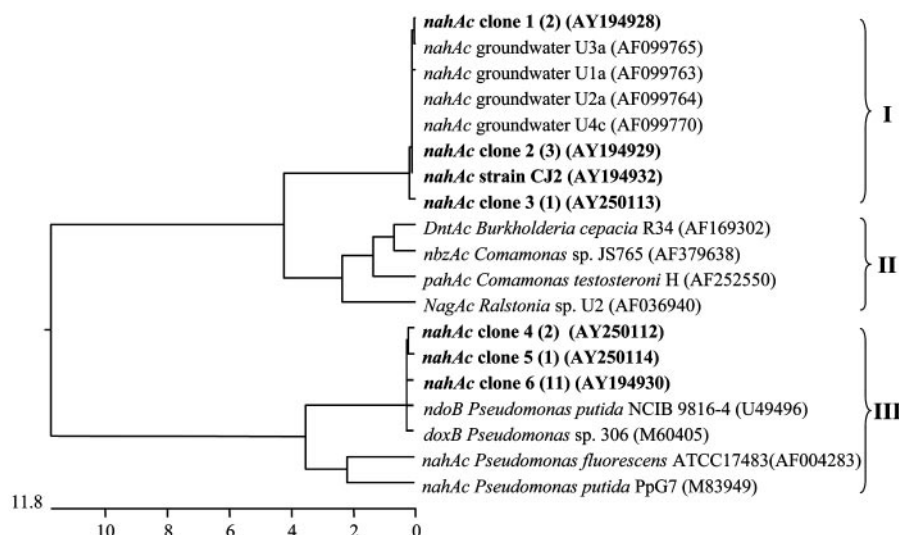 nahAc clone 1 (2) (AY194928)
nahAc groundwater U3a (AF099765)
nahAc groundwater U1a (AF099763)
nahAc groundwater U2a (AF099764)
nahAc groundwater U4c (AF099770)
nahAc clone 2 (3) (AY194929)
nahAc strain CJ2 (AY194932)
nahAc clone 3 (1) (AY250113)
I
DntAc Burkholderia cepacia R34 (AF169302)
nbzAc Comamonas sp. JS765 (AF379638)
pahAc Comamonas testosteroni H (AF252550)
NagAc Ralstonia sp. U2 (AF036940)
II
nahAc clone 4 (2) (AY250112)
nahAc clone 5 (1) (AY250114)
nahAc clone 6 (11) (AY194930)
ndoB Pseudomonas putida NCIB 9816-4 (U49496)
doxB Pseudomonas sp. 306 (M60405)
nahAc Pseudomonas fluorescens ATCC17483(AF004283)
nahAc Pseudomonas putida PpG7 (M83949)
III
11.8
10 8 6 4 2 0